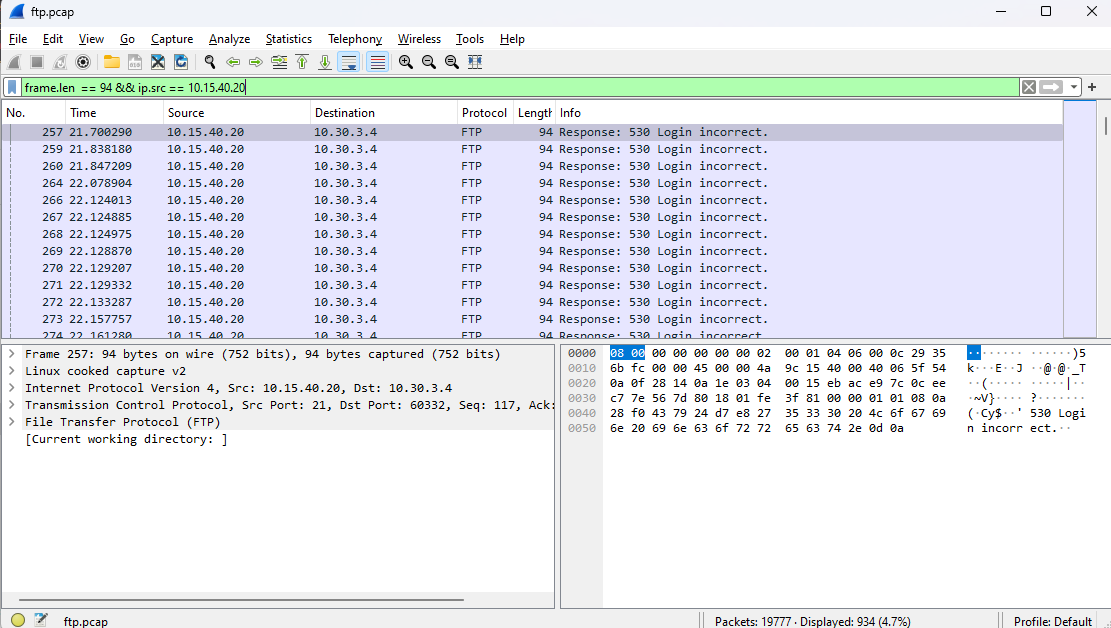 ftp.pcap
File Edit View Go Capture Analyze Statistics Telephony Wireless Tools Help
frame.len == 94 && ip.src == 10.15.40.20
No. Time Source Destination Protocol Length Info
257 21.700290 10.15.40.20 10.30.3.4 FTP 94 Response: 530 Login incorrect.
259 21.838180 10.15.40.20 10.30.3.4 FTP 94 Response: 530 Login incorrect.
260 21.847209 10.15.40.20 10.30.3.4 FTP 94 Response: 530 Login incorrect.
264 22.078904 10.15.40.20 10.30.3.4 FTP 94 Response: 530 Login incorrect.
266 22.124013 10.15.40.20 10.30.3.4 FTP 94 Response: 530 Login incorrect.
267 22.124885 10.15.40.20 10.30.3.4 FTP 94 Response: 530 Login incorrect.
268 22.124975 10.15.40.20 10.30.3.4 FTP 94 Response: 530 Login incorrect.
269 22.128870 10.15.40.20 10.30.3.4 FTP 94 Response: 530 Login incorrect.
270 22.129207 10.15.40.20 10.30.3.4 FTP 94 Response: 530 Login incorrect.
271 22.129332 10.15.40.20 10.30.3.4 FTP 94 Response: 530 Login incorrect.
272 22.133287 10.15.40.20 10.30.3.4 FTP 94 Response: 530 Login incorrect.
273 22.157757 10.15.40.20 10.30.3.4 FTP 94 Response: 530 Login incorrect.
274 22.161280 10.15.40.20 10.30.3.4 FTP 94 Response: 530 Login incorrect.
Frame 257: 94 bytes on wire (752 bits), 94 bytes captured (752 bits)
Linux cooked capture v2
Internet Protocol Version 4, Src: 10.15.40.20, Dst: 10.30.3.4
Transmission Control Protocol, Src Port: 21, Dst Port: 60332, Seq: 117, Ack:
File Transfer Protocol (FTP)
[Current working directory: ]
0000 08 00 00 00 00 00 00 02 00 01 04 06 00 0c 29 35 ·· ······ ······)5
0010 6b fc 00 00 45 00 00 4a 9c 15 40 00 40 06 5f 54 k···E··J ··@·@·_T
0020 0a 0f 28 14 0a 1e 03 04 00 15 eb ac e9 7c 0c ee ··(····· ·····|··
0030 c7 7e 56 7d 80 18 01 fe 3f 81 00 00 01 01 08 0a ·~V}···· ?·······
0040 28 f0 43 79 24 d7 e8 27 35 33 30 20 4c 6f 67 69 (·Cy$··' 530 Logi
0050 6e 20 69 6e 63 6f 72 72 65 63 74 2e 0d 0a n incorr ect.··
ftp.pcap Packets: 19777 · Displayed: 934 (4.7%) Profile: Default